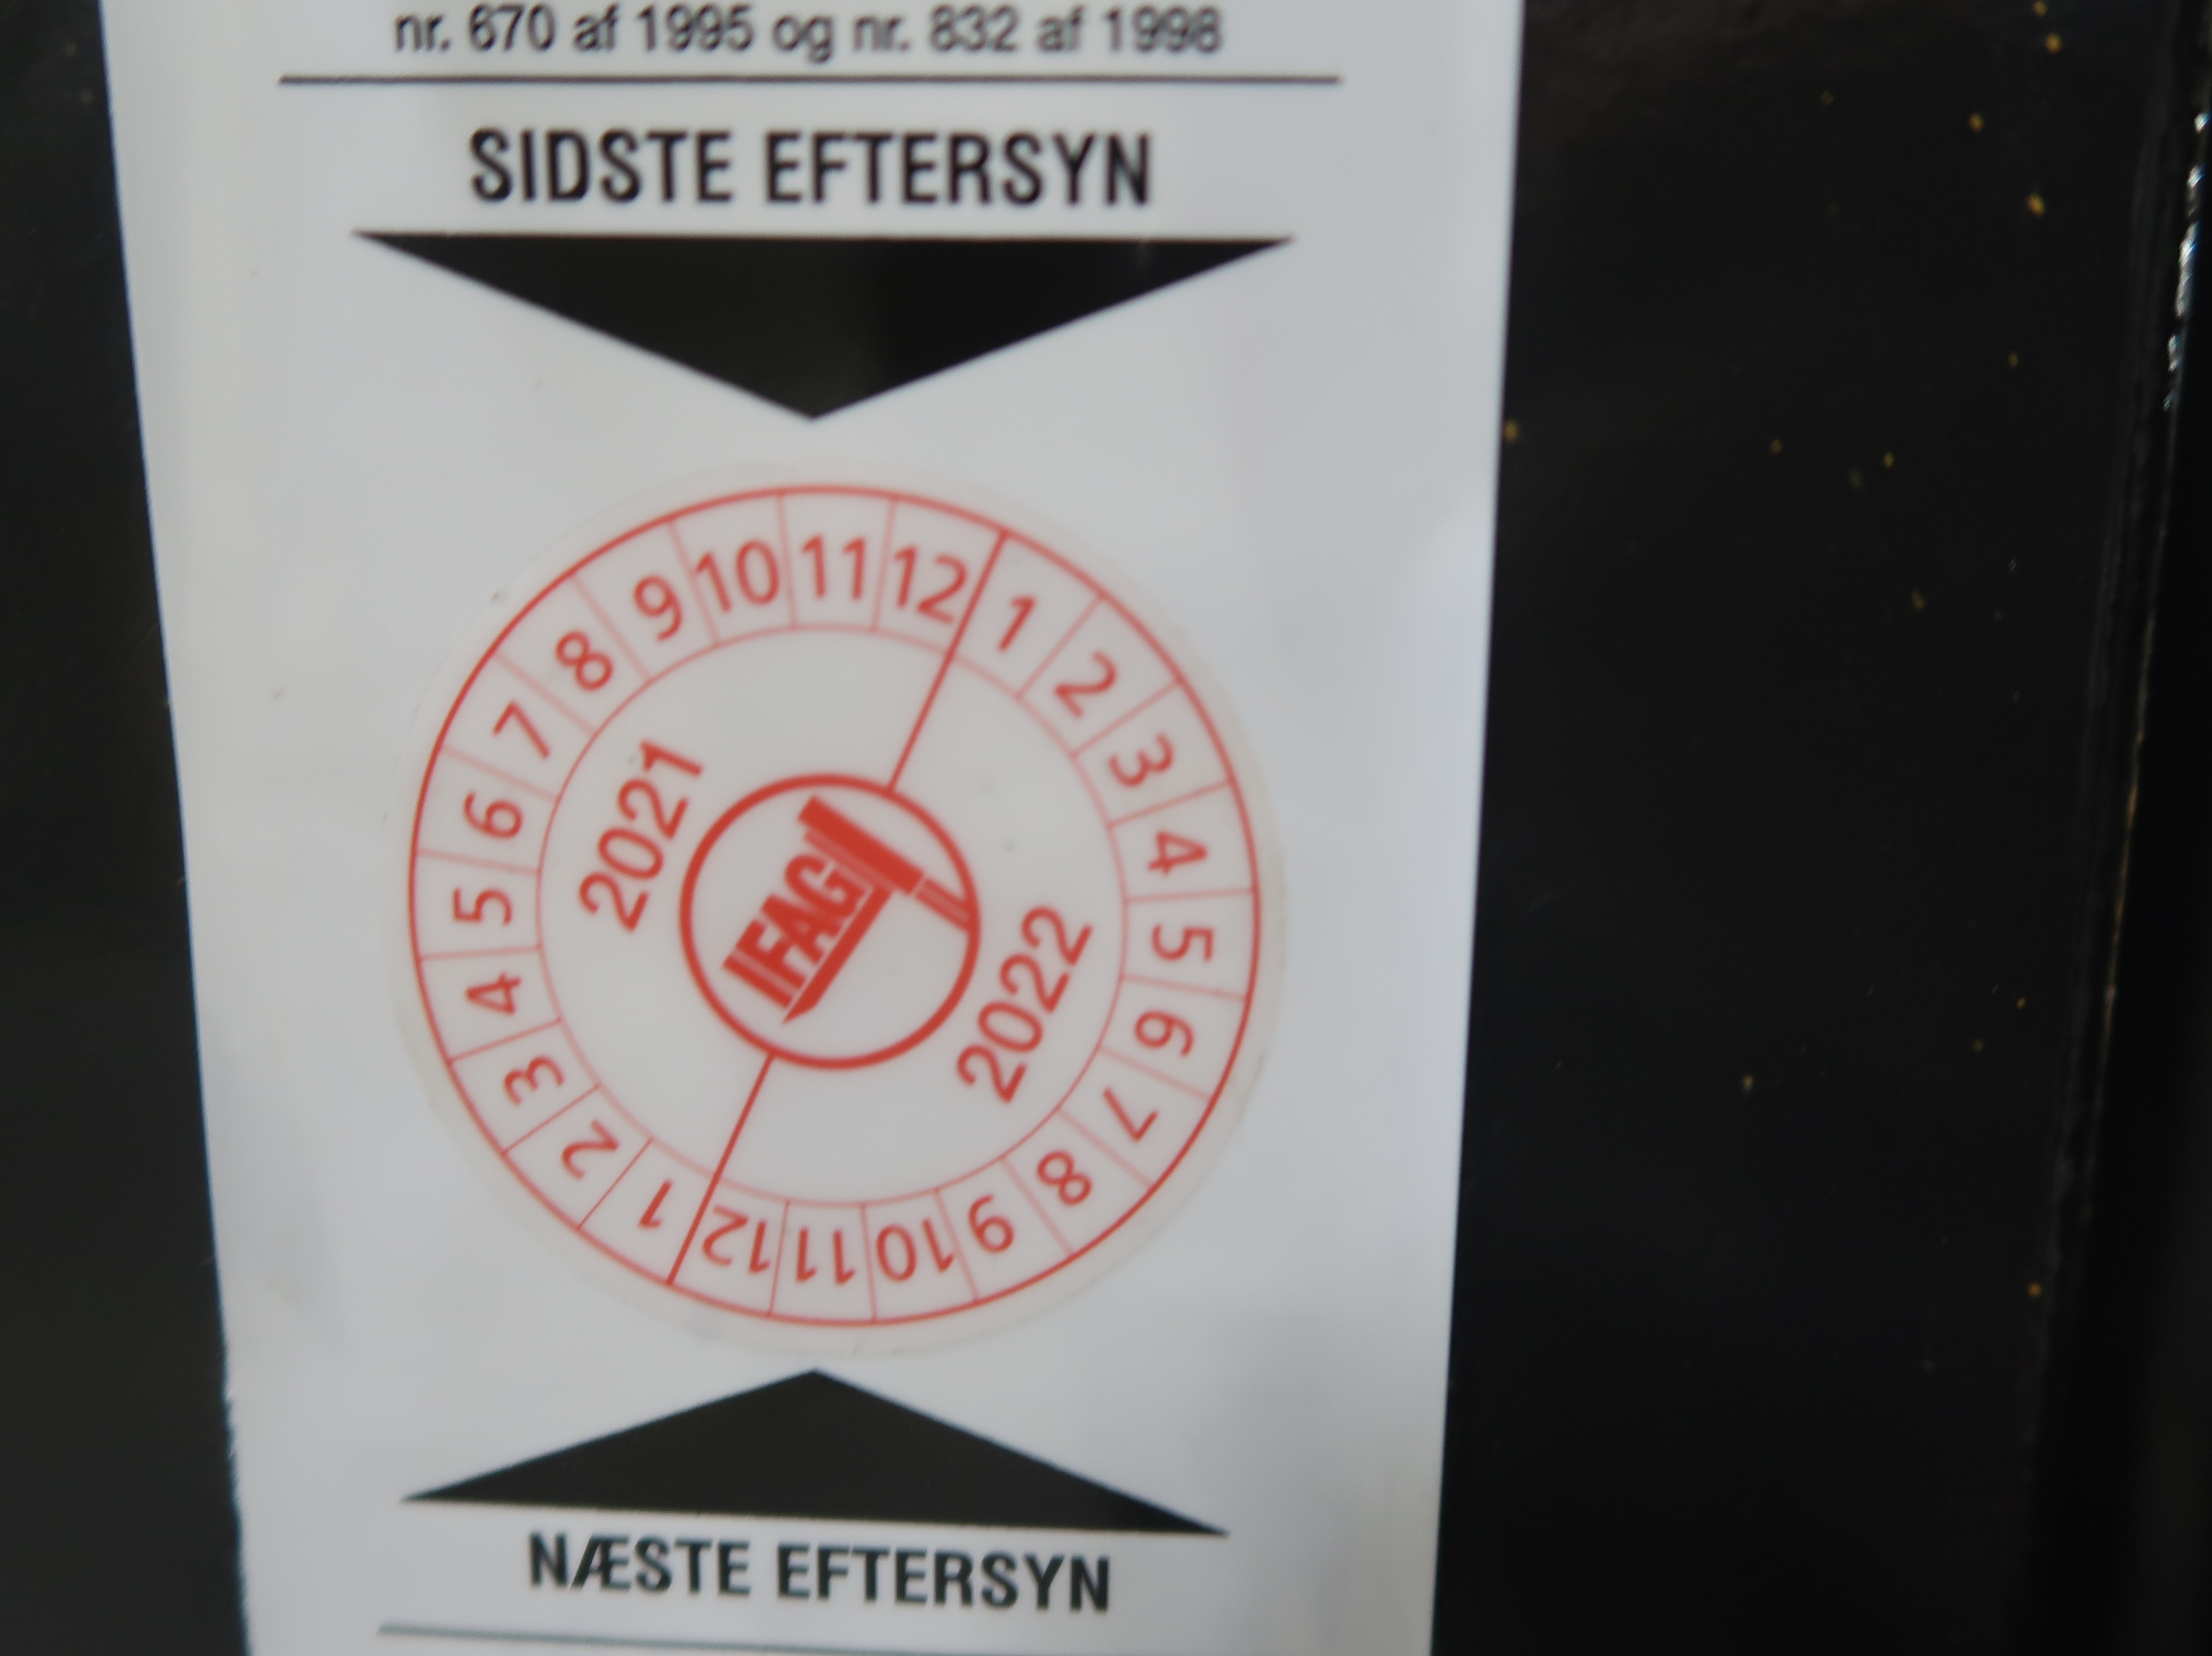 nr. 670 af 1995 og nr. 832 af 1998
SIDSTE EFTERSYN
1 2 3 4 5 6 7 8 9 10 11 12
2021
IFAG
2022
1 2 3 4 5 6 7 8 9 10 11 12
NÆSTE EFTERSYN